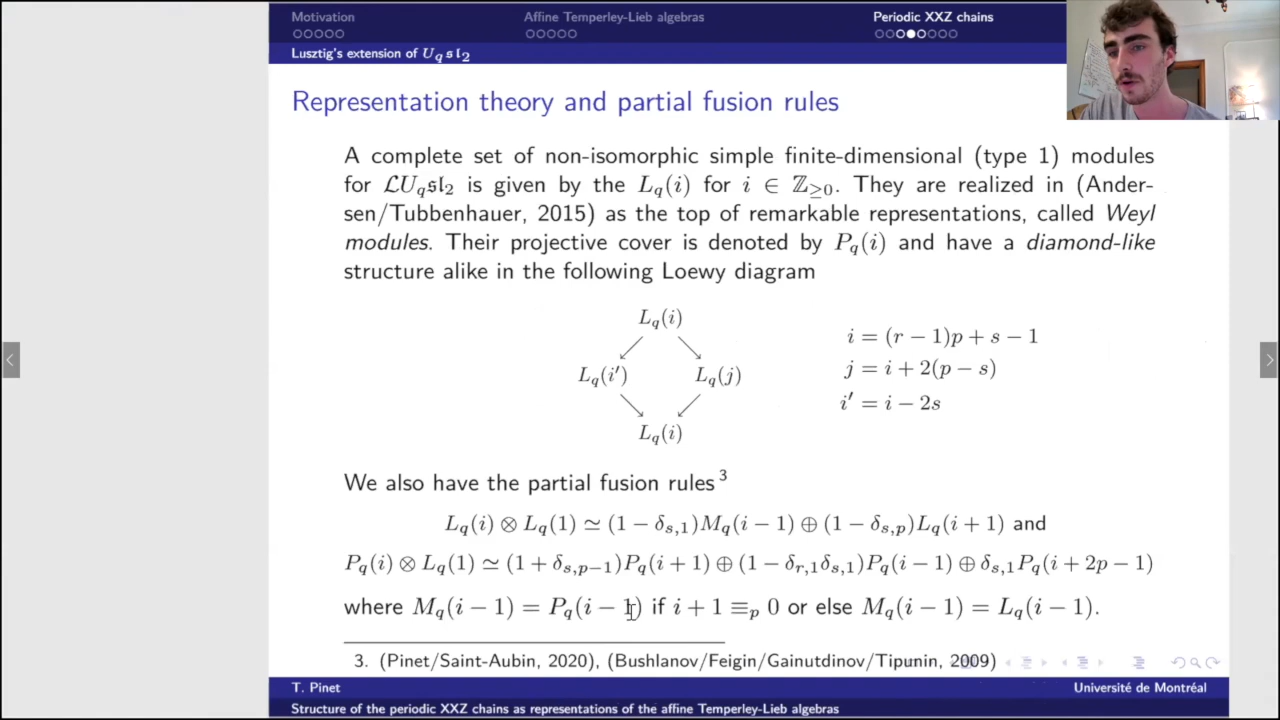 Motivation Affine Temperley-Lieb algebras Periodic XXZ chains
Lusztig's extension of U_q𝔰𝔩_2
Representation theory and partial fusion rules
A complete set of non-isomorphic simple finite-dimensional (type 1) modules
for ℒU_q𝔰𝔩_2 is given by the L_q(i) for i ∈ ℤ_≥0. They are realized in (Ander-
sen/Tubbenhauer, 2015) as the top of remarkable representations, called Weyl
modules. Their projective cover is denoted by P_q(i) and have a diamond-like
structure alike in the following Loewy diagram
L_q(i)
L_q(i′) L_q(j)
L_q(i)
i = (r − 1)p + s − 1
j = i + 2(p − s)
i′ = i − 2s
We also have the partial fusion rules ³
L_q(i) ⊗ L_q(1) ≃ (1 − δ_{s,1})M_q(i − 1) ⊕ (1 − δ_{s,p})L_q(i + 1) and
P_q(i) ⊗ L_q(1) ≃ (1 + δ_{s,p−1})P_q(i + 1) ⊕ (1 − δ_{r,1}δ_{s,1})P_q(i − 1) ⊕ δ_{s,1}P_q(i + 2p − 1)
where M_q(i − 1) = P_q(i − 1) if i + 1 ≡_p 0 or else M_q(i − 1) = L_q(i − 1).
3. (Pinet/Saint-Aubin, 2020), (Bushlanov/Feigin/Gainutdinov/Tipunin, 2009)
T. Pinet Université de Montréal
Structure of the periodic XXZ chains as representations of the affine Temperley-Lieb algebras